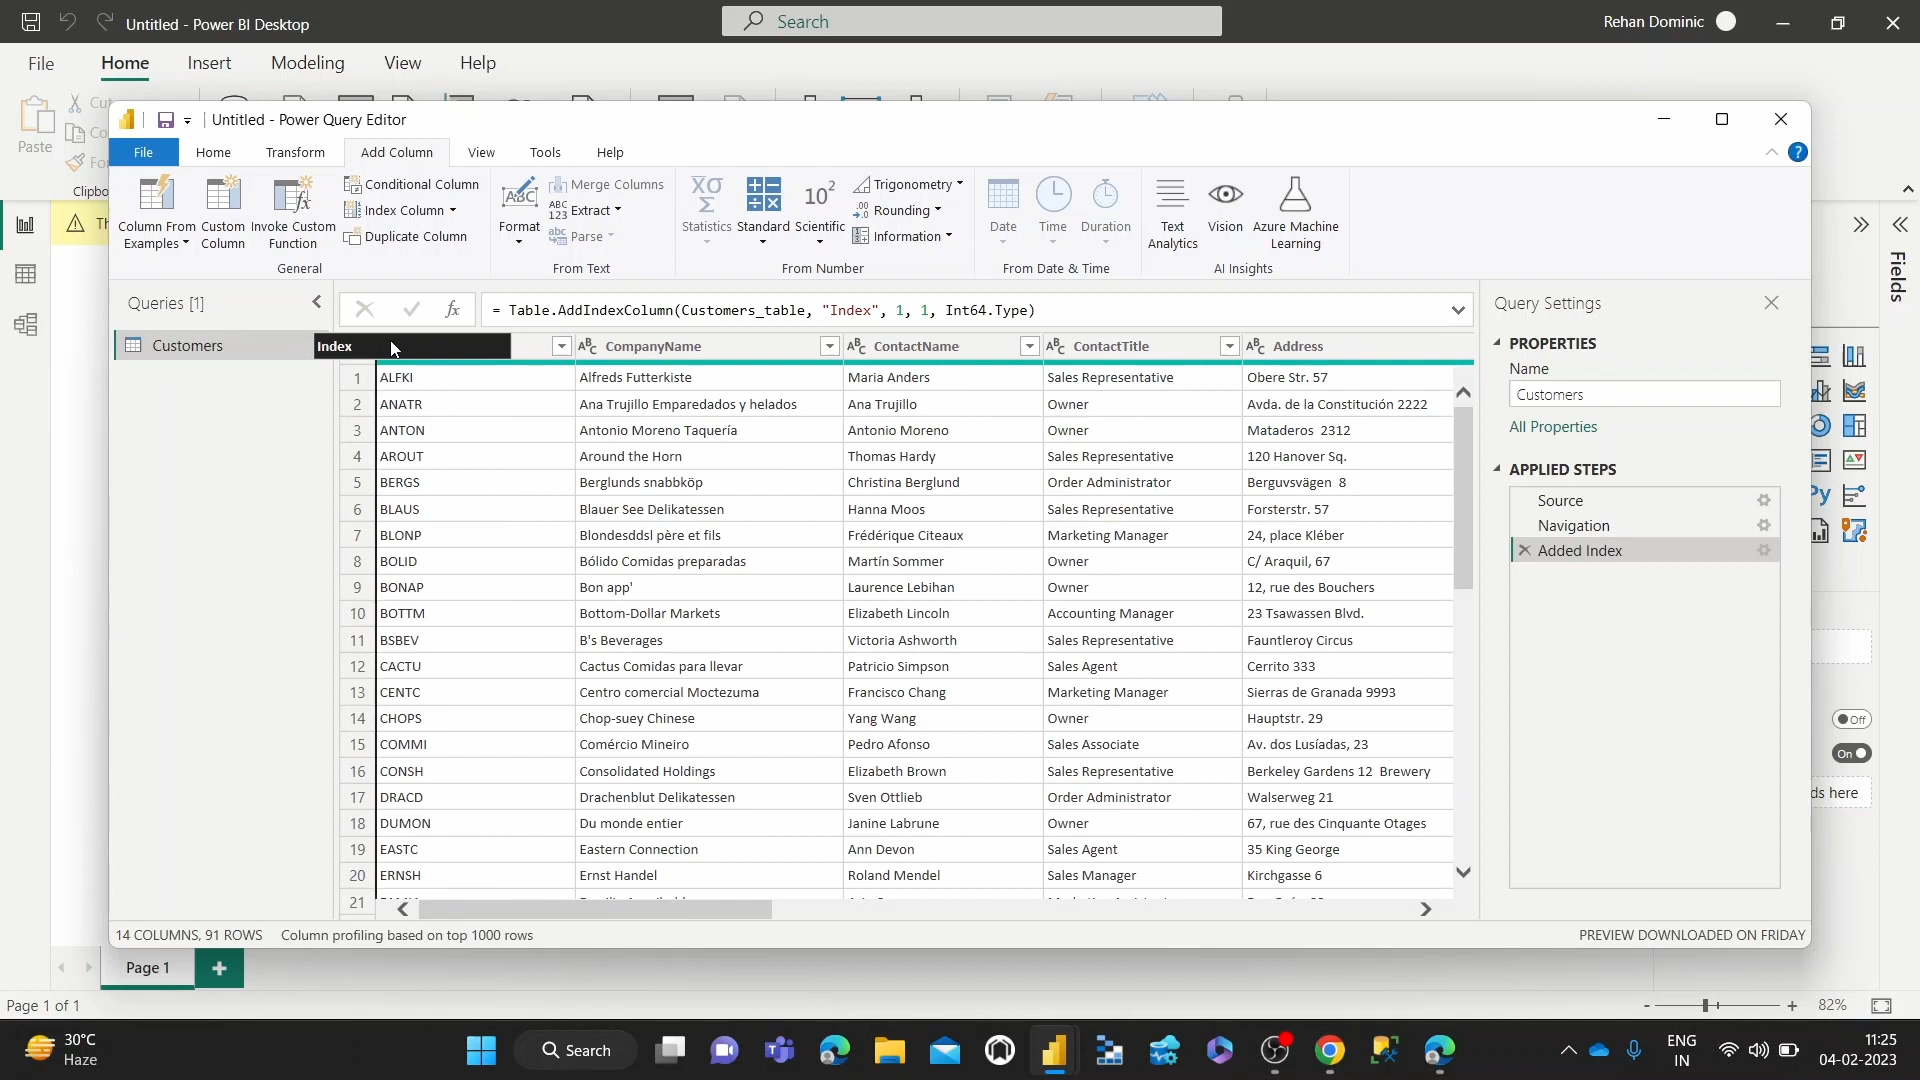 Untitled - Power BI Desktop
Search
Rehan Dominic
File
Home
Insert
Modeling
View
Help
Paste
Untitled - Power Query Editor
File
Home
Transform
Add Column
View
Tools
Help
Column From Examples
Custom Column
Invoke Custom Function
Conditional Column
Index Column
Duplicate Column
General
Format
Merge Columns
Extract
Parse
From Text
Statistics
Standard
Scientific
Trigonometry
Rounding
Information
From Number
Date
Time
Duration
From Date & Time
Text Analytics
Vision
Azure Machine Learning
AI Insights
Fields
Queries [1]
Customers
= Table.AddIndexColumn(Customers_table, "Index", 1, 1, Int64.Type)
Index
CompanyName
ContactName
ContactTitle
Address
1 ALFKI Alfreds Futterkiste Maria Anders Sales Representative Obere Str. 57
2 ANATR Ana Trujillo Emparedados y helados Ana Trujillo Owner Avda. de la Constitución 2222
3 ANTON Antonio Moreno Taquería Antonio Moreno Owner Mataderos  2312
4 AROUT Around the Horn Thomas Hardy Sales Representative 120 Hanover Sq.
5 BERGS Berglunds snabbköp Christina Berglund Order Administrator Berguvsvägen  8
6 BLAUS Blauer See Delikatessen Hanna Moos Sales Representative Forsterstr. 57
7 BLONP Blondesddsl père et fils Frédérique Citeaux Marketing Manager 24, place Kléber
8 BOLID Bólido Comidas preparadas Martín Sommer Owner C/ Araquil, 67
9 BONAP Bon app' Laurence Lebihan Owner 12, rue des Bouchers
10 BOTTM Bottom-Dollar Markets Elizabeth Lincoln Accounting Manager 23 Tsawassen Blvd.
11 BSBEV B's Beverages Victoria Ashworth Sales Representative Fauntleroy Circus
12 CACTU Cactus Comidas para llevar Patricio Simpson Sales Agent Cerrito 333
13 CENTC Centro comercial Moctezuma Francisco Chang Marketing Manager Sierras de Granada 9993
14 CHOPS Chop-suey Chinese Yang Wang Owner Hauptstr. 29
15 COMMI Comércio Mineiro Pedro Afonso Sales Associate Av. dos Lusíadas, 23
16 CONSH Consolidated Holdings Elizabeth Brown Sales Representative Berkeley Gardens 12  Brewery
17 DRACD Drachenblut Delikatessen Sven Ottlieb Order Administrator Walserweg 21
18 DUMON Du monde entier Janine Labrune Owner 67, rue des Cinquante Otages
19 EASTC Eastern Connection Ann Devon Sales Agent 35 King George
20 ERNSH Ernst Handel Roland Mendel Sales Manager Kirchgasse 6
21
Query Settings
PROPERTIES
Name
Customers
All Properties
APPLIED STEPS
Source
Navigation
Added Index
Off
On
ds here
14 COLUMNS, 91 ROWS
Column profiling based on top 1000 rows
PREVIEW DOWNLOADED ON FRIDAY
Page 1
Page 1 of 1
82%
30°C
Haze
Search
ENG
IN
11:25
04-02-2023